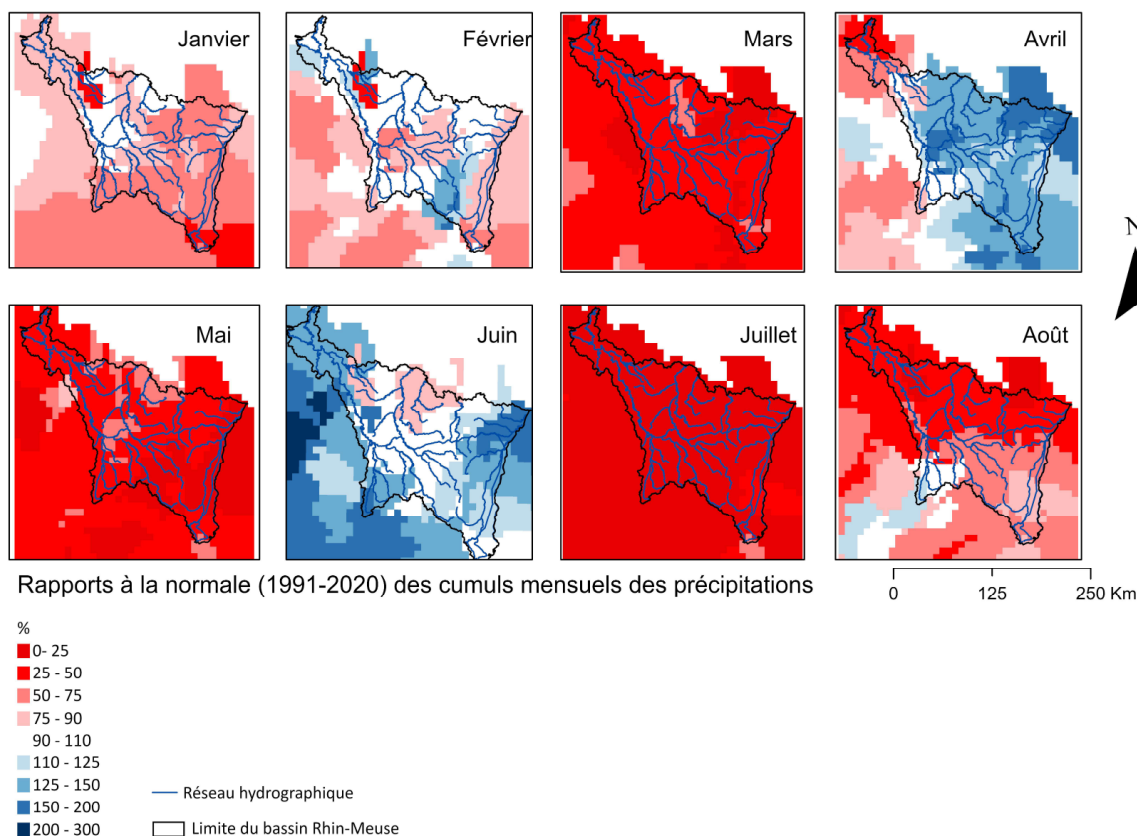 Janvier
Février
Mars
Avril
N
Mai
Juin
Juillet
Août
Rapports à la normale (1991-2020) des cumuls mensuels des précipitations
0 125 250 Km
%
0- 25
25 - 50
50 - 75
75 - 90
90 - 110
110 - 125
125 - 150
150 - 200
200 - 300
Réseau hydrographique
Limite du bassin Rhin-Meuse